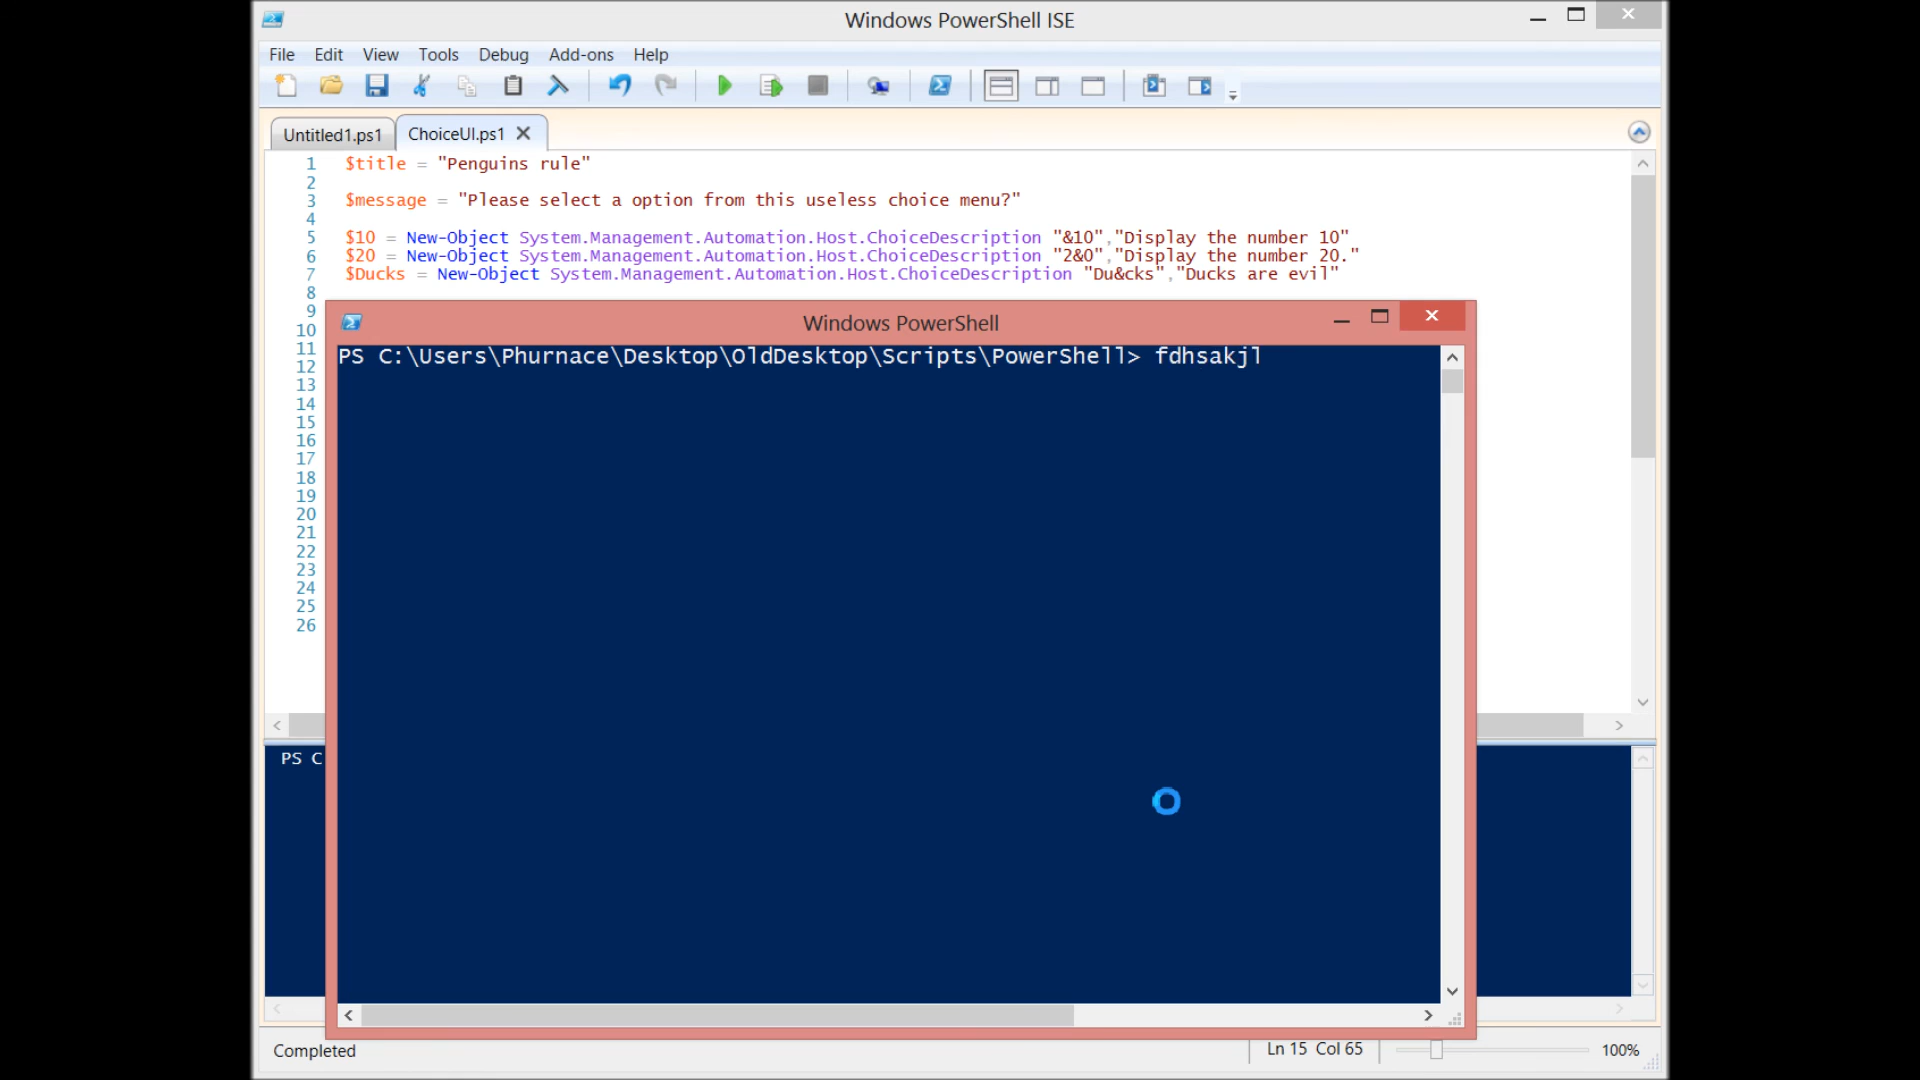 Windows PowerShell ISE
File Edit View Tools Debug Add-ons Help
Untitled1.ps1 ChoiceUI.ps1
1 $title = "Penguins rule"
2
3 $message = "Please select a option from this useless choice menu?"
4
5 $10 = New-Object System.Management.Automation.Host.ChoiceDescription "&10","Display the number 10"
6 $20 = New-Object System.Management.Automation.Host.ChoiceDescription "2&0","Display the number 20."
7 $Ducks = New-Object System.Management.Automation.Host.ChoiceDescription "Du&cks","Ducks are evil"
8
9
10
11
12
13
14
15
16
17
18
19
20
21
22
23
24
25
26
Windows PowerShell
PS C:\Users\Phurnace\Desktop\OldDesktop\Scripts\PowerShell> fdhsakjl
PS C
Completed Ln 15 Col 65 100%